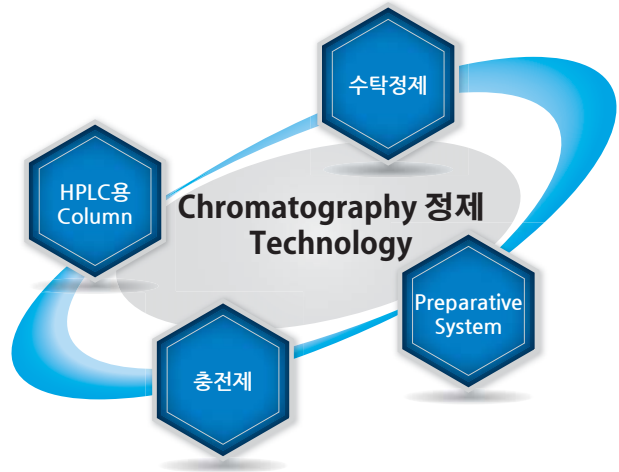 수탁정제
HPLC용
Column
Chromatography 정제
Technology
Preparative
System
충전제